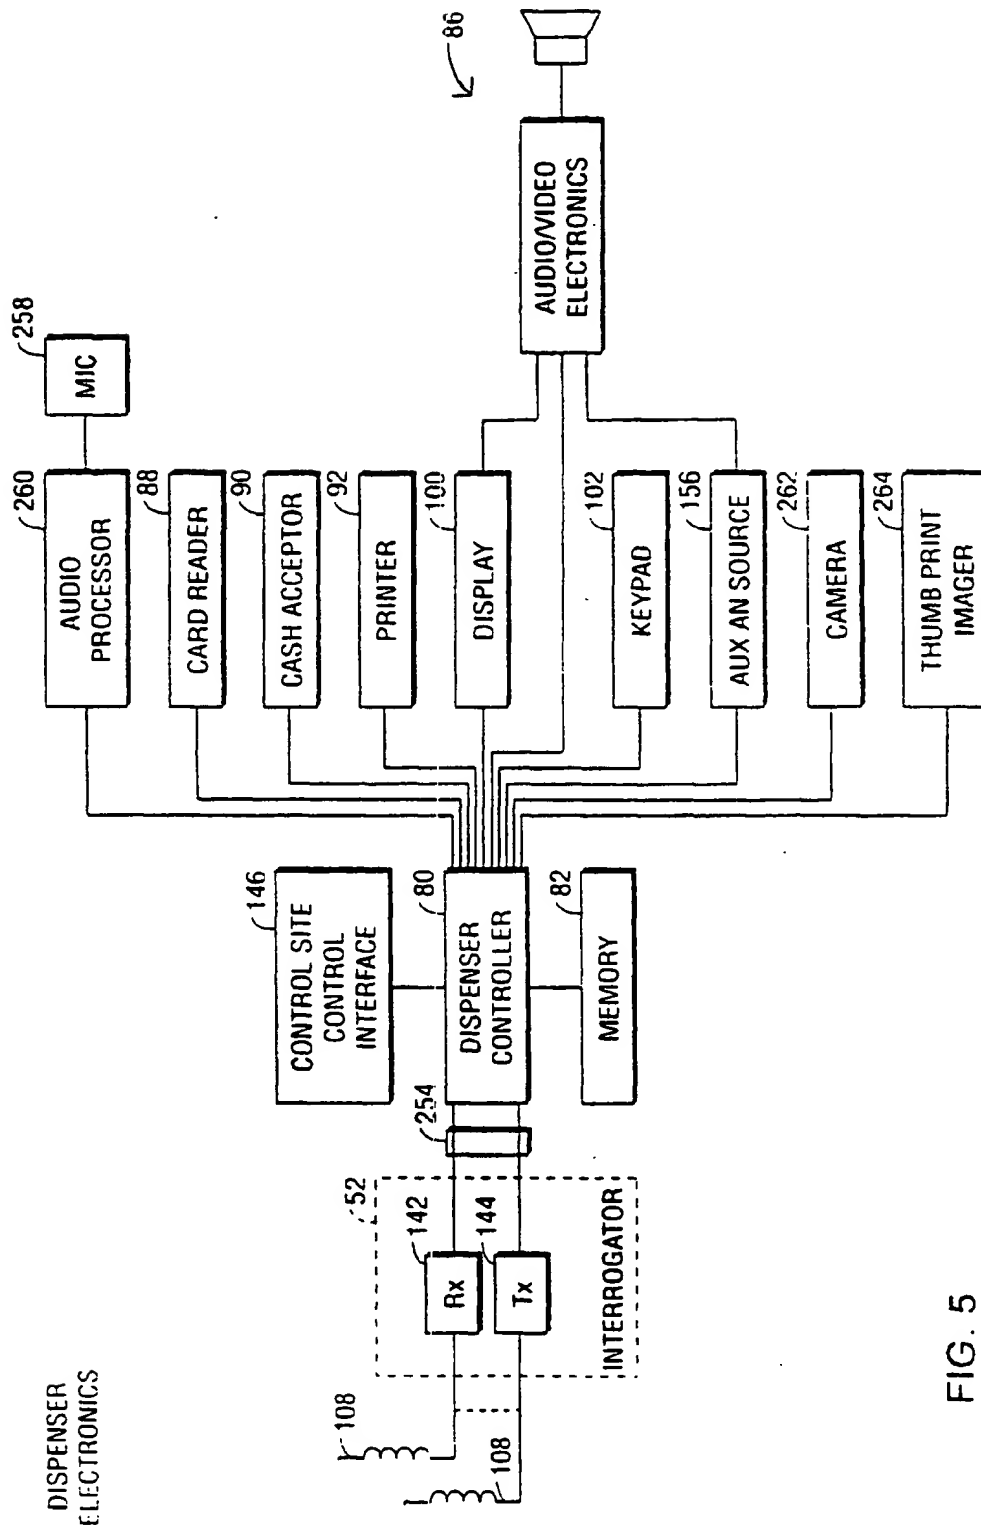 DISPENSER
ELECTRONICS
108
108
52
142
Rx
144
Tx
INTERROGATOR
254
146
CONTROL SITE
CONTROL
INTERFACE
80
DISPENSER
CONTROLLER
82
MEMORY
260
AUDIO
PROCESSOR
258
MIC
88
CARD READER
90
CASH ACCEPTOR
92
PRINTER
100
DISPLAY
102
KEYPAD
156
AUX AN SOURCE
262
CAMERA
264
THUMB PRINT
IMAGER
86
AUDIO/VIDEO
ELECTRONICS
FIG. 5